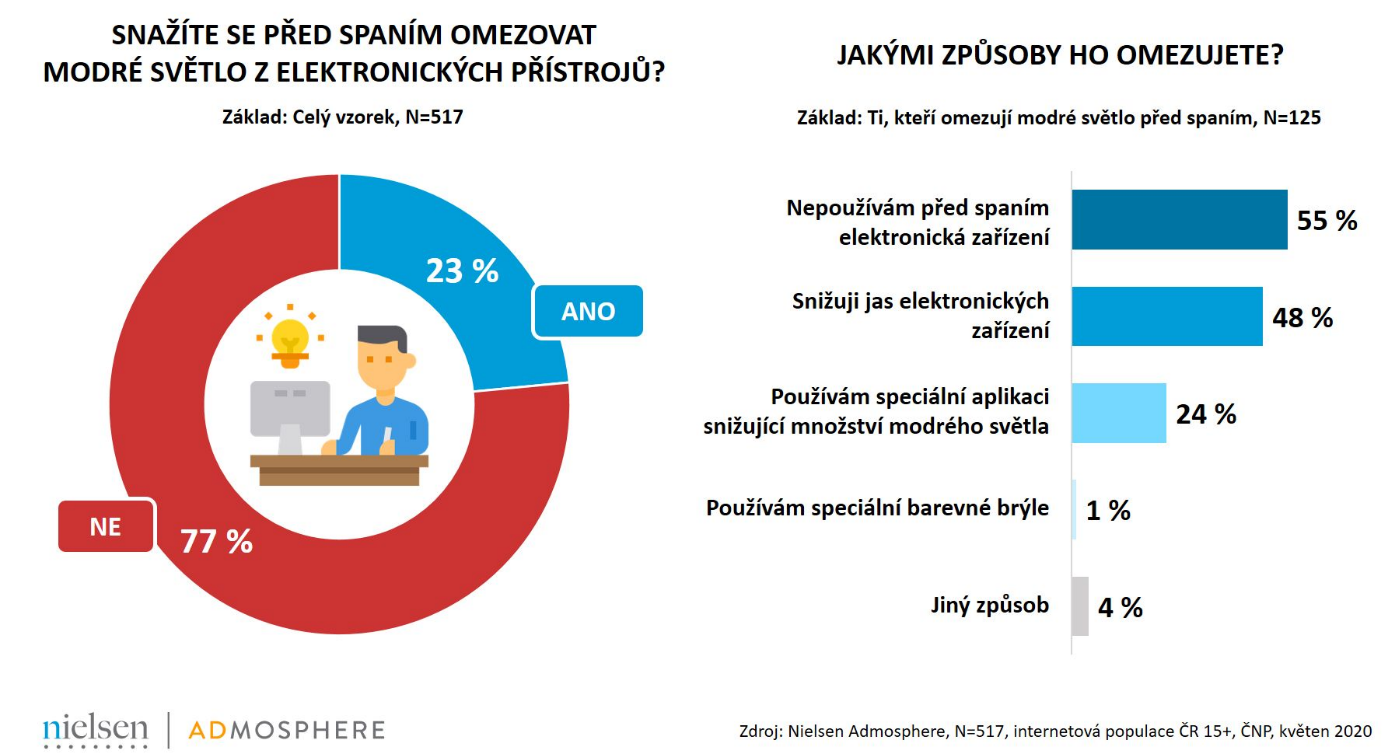 SNAŽÍTE SE PŘED SPANÍM OMEZOVAT
MODRÉ SVĚTLO Z ELEKTRONICKÝCH PŘÍSTROJŮ?
Základ: Celý vzorek, N=517
23 %
ANO
NE
77 %
JAKÝMI ZPŮSOBY HO OMEZUJETE?
Základ: Ti, kteří omezují modré světlo před spaním, N=125
Nepoužívám před spaním
elektronická zařízení
55 %
Snižuji jas elektronických
zařízení
48 %
Používám speciální aplikaci
snižující množství modrého světla
24 %
Používám speciální barevné brýle
1 %
Jiný způsob
4 %
nielsen | ADMOSPHERE
Zdroj: Nielsen Admosphere, N=517, internetová populace ČR 15+, ČNP, květen 2020